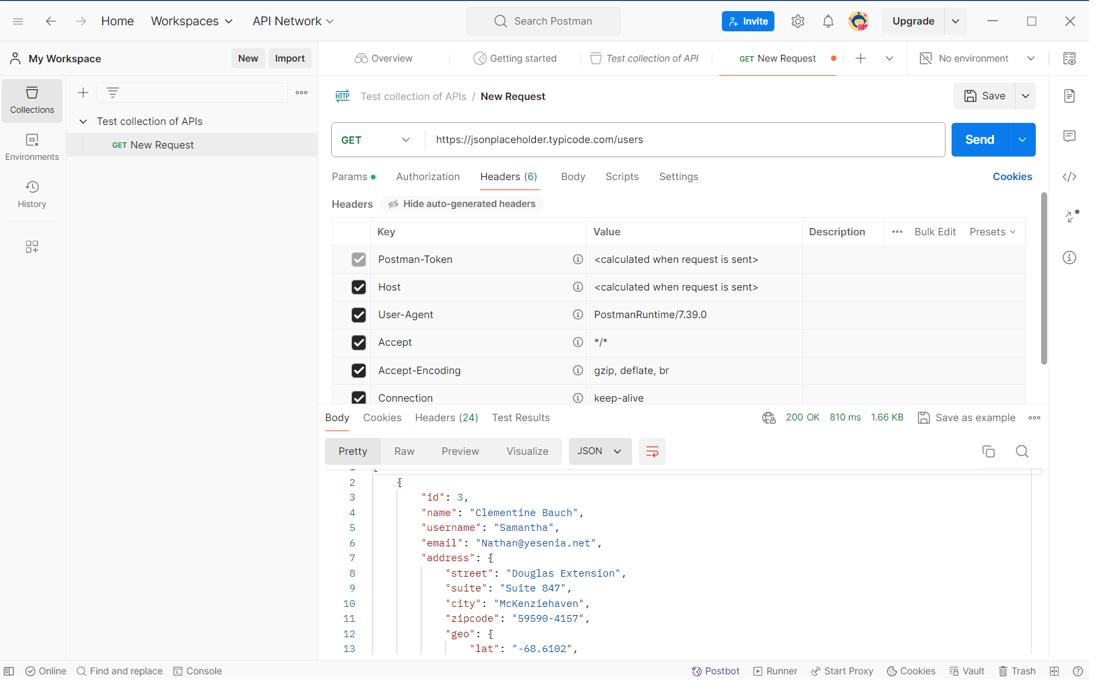 Home Workspaces API Network Search Postman Invite Upgrade
My Workspace New Import Overview Getting started Test collection of API GET New Request No environment
Collections
Environments
History
Test collection of APIs
GET New Request
HTTP Test collection of APIs / New Request Save
GET https://jsonplaceholder.typicode.com/users Send
Params Authorization Headers (6) Body Scripts Settings Cookies
Headers Hide auto-generated headers
Key Value Description Bulk Edit Presets
Postman-Token <calculated when request is sent>
Host <calculated when request is sent>
User-Agent PostmanRuntime/7.39.0
Accept */*
Accept-Encoding gzip, deflate, br
Connection keep-alive
Body Cookies Headers (24) Test Results 200 OK 810 ms 1.66 KB Save as example
Pretty Raw Preview Visualize JSON
2 {
3 "id": 3,
4 "name": "Clementine Bauch",
5 "username": "Samantha",
6 "email": "Nathan@yesenia.net",
7 "address": {
8 "street": "Douglas Extension",
9 "suite": "Suite 847",
10 "city": "McKenziehaven",
11 "zipcode": "59590-4157",
12 "geo": {
13 "lat": "-68.6102",
Online Find and replace Console Postbot Runner Start Proxy Cookies Vault Trash